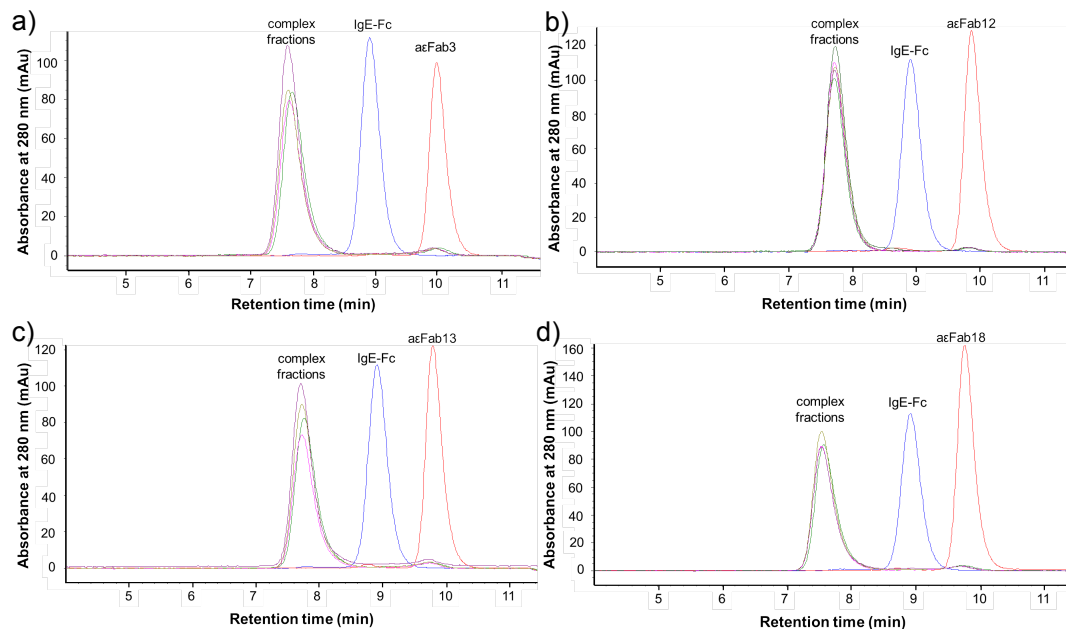 a)
complex
fractions
IgE-Fc
aεFab3
Absorbance at 280 nm (mAu)
100
80
60
40
20
0
5 6 7 8 9 10 11
Retention time (min)
b)
complex
fractions
IgE-Fc
aεFab12
Absorbance at 280 nm (mAu)
120
100
80
60
40
20
0
5 6 7 8 9 10 11
Retention time (min)
c)
complex
fractions
IgE-Fc
aεFab13
Absorbance at 280 nm (mAu)
120
100
80
60
40
20
0
5 6 7 8 9 10 11
Retention time (min)
d)
complex
fractions
IgE-Fc
aεFab18
Absorbance at 280 nm (mAu)
160
140
120
100
80
60
40
20
0
5 6 7 8 9 10 11
Retention time (min)